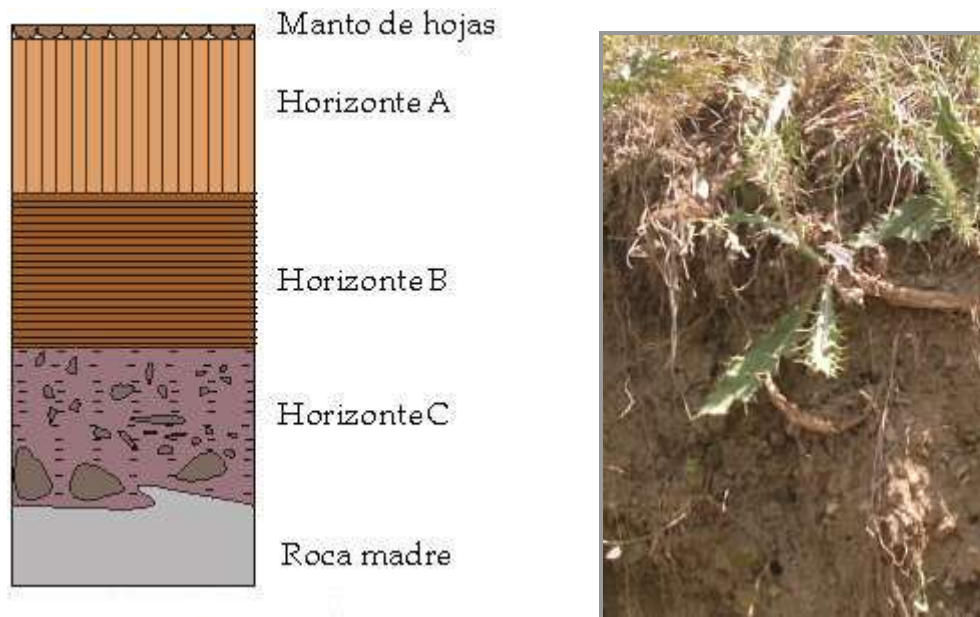 Manto de hojas
Horizonte A
Horizonte B
Horizonte C
Roca madre